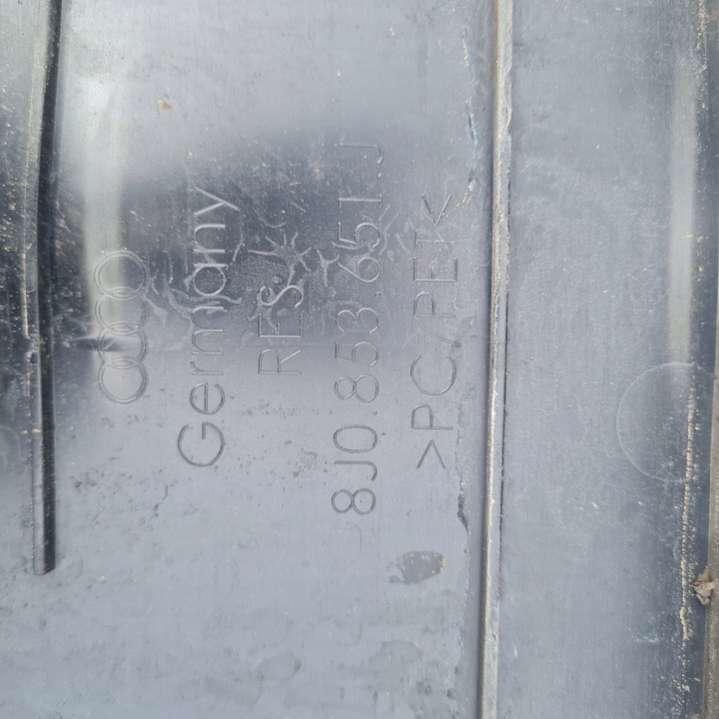 Germany
RES.
8J0.853.651.J
>PC/PET<